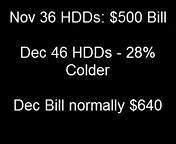 Nov 36 HDDs: $500 Bill
Dec 46 HDDs - 28%
Colder
Dec Bill normally $640